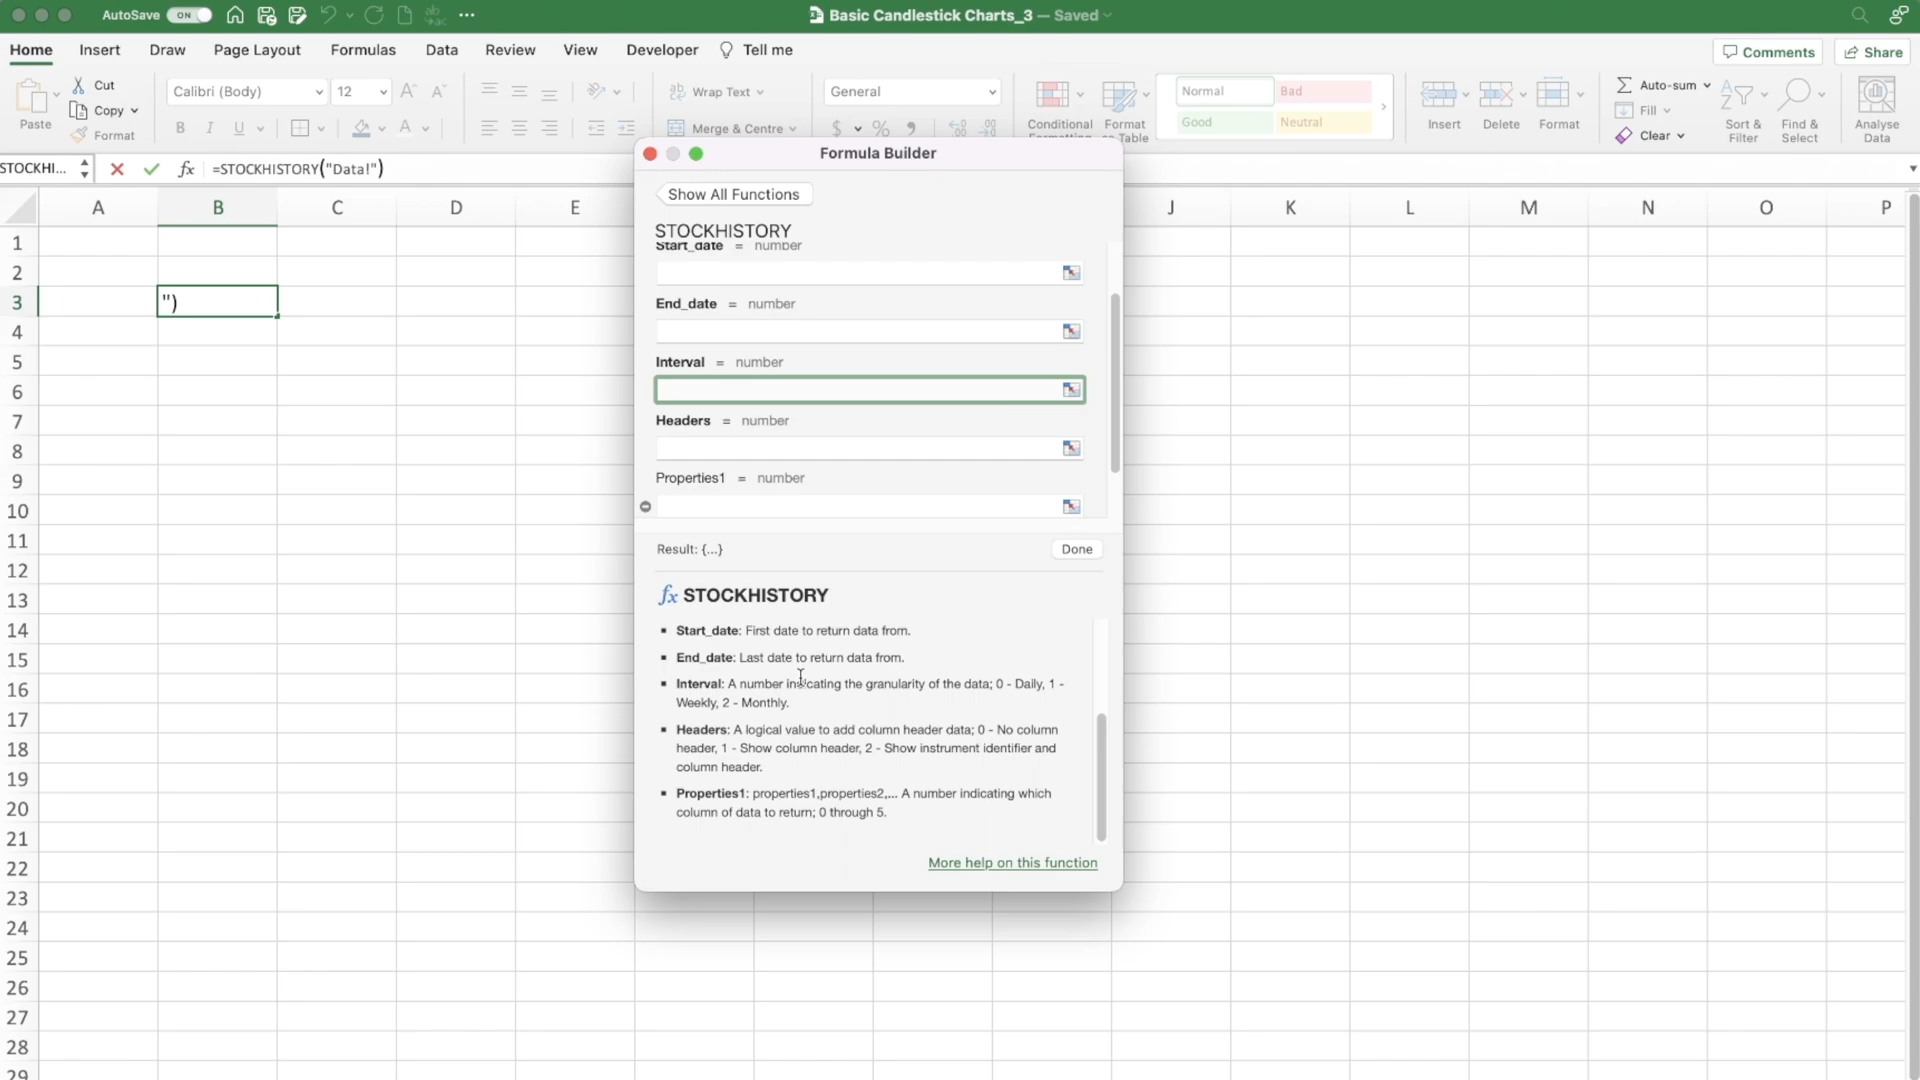 AutoSave ON Basic Candlestick Charts_3 — Saved
Home Insert Draw Page Layout Formulas Data Review View Developer Tell me Comments Share
Paste Cut Copy Format
Calibri (Body) 12
B I U A
Wrap Text
Merge & Centre
General
$ %
Conditional Formatting Format as Table
Normal Bad
Good Neutral
Insert Delete Format
Auto-sum
Fill
Clear
Sort & Filter
Find & Select
Analyse Data
STOCKHI... fx =STOCKHISTORY("Data!")
A B C D E J K L M N O P
1
2
3 ")
4
5
6
7
8
9
10
11
12
13
14
15
16
17
18
19
20
21
22
23
24
25
26
27
28
29
Formula Builder
Show All Functions
STOCKHISTORY
Start_date = number
End_date = number
Interval = number
Headers = number
Properties1 = number
Result: {...} Done
fx STOCKHISTORY
▪ Start_date: First date to return data from.
▪ End_date: Last date to return data from.
▪ Interval: A number indicating the granularity of the data; 0 - Daily, 1 -
Weekly, 2 - Monthly.
▪ Headers: A logical value to add column header data; 0 - No column
header, 1 - Show column header, 2 - Show instrument identifier and
column header.
▪ Properties1: properties1,properties2,... A number indicating which
column of data to return; 0 through 5.
More help on this function